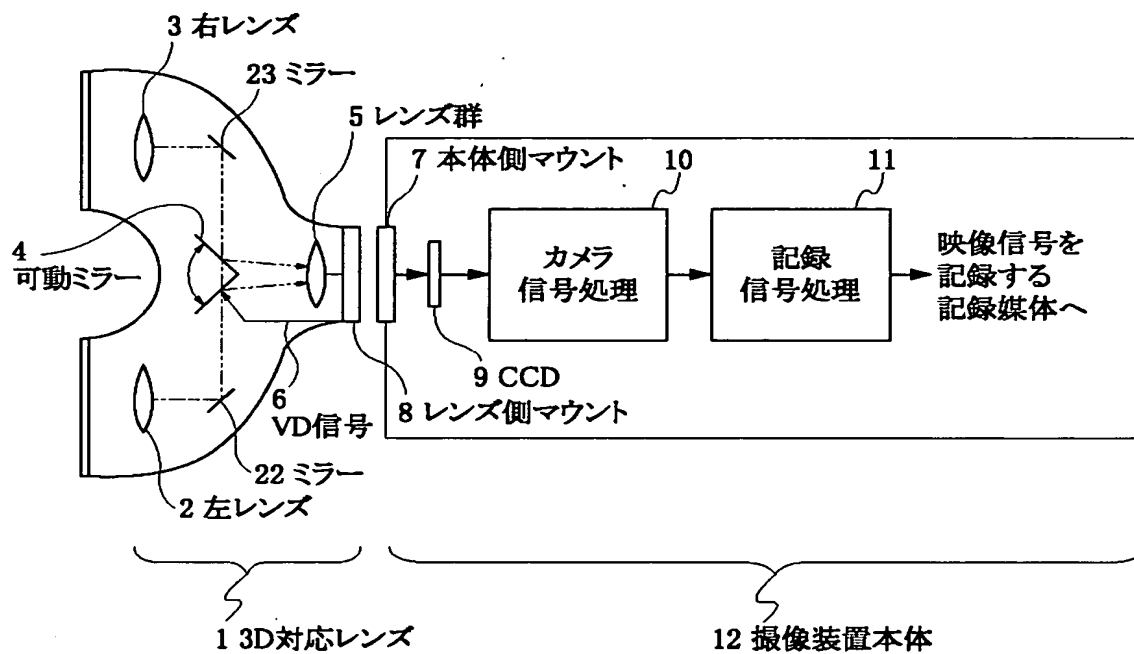 3 右レンズ
23 ミラー
5 レンズ群
7 本体側マウント
10
11
4
可動ミラー
カメラ
信号処理
記録
信号処理
映像信号を
記録する
記録媒体へ
9 CCD
6
VD信号
8 レンズ側マウント
22 ミラー
2 左レンズ
1 3D対応レンズ
12 撮像装置本体